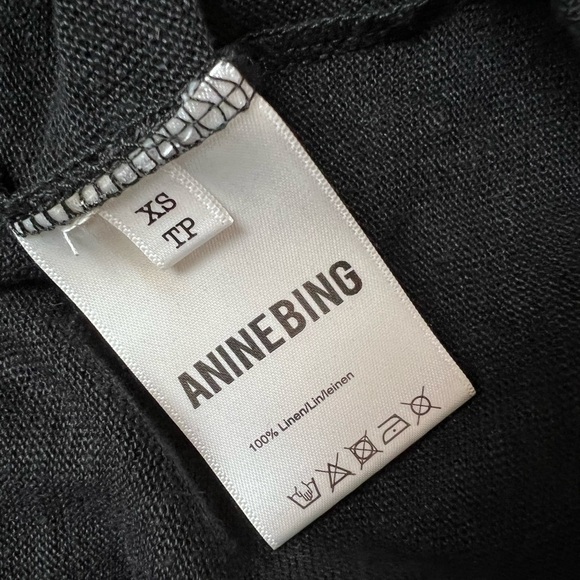 XS
TP
ANINE BING
100% Linen/Lin/leinen